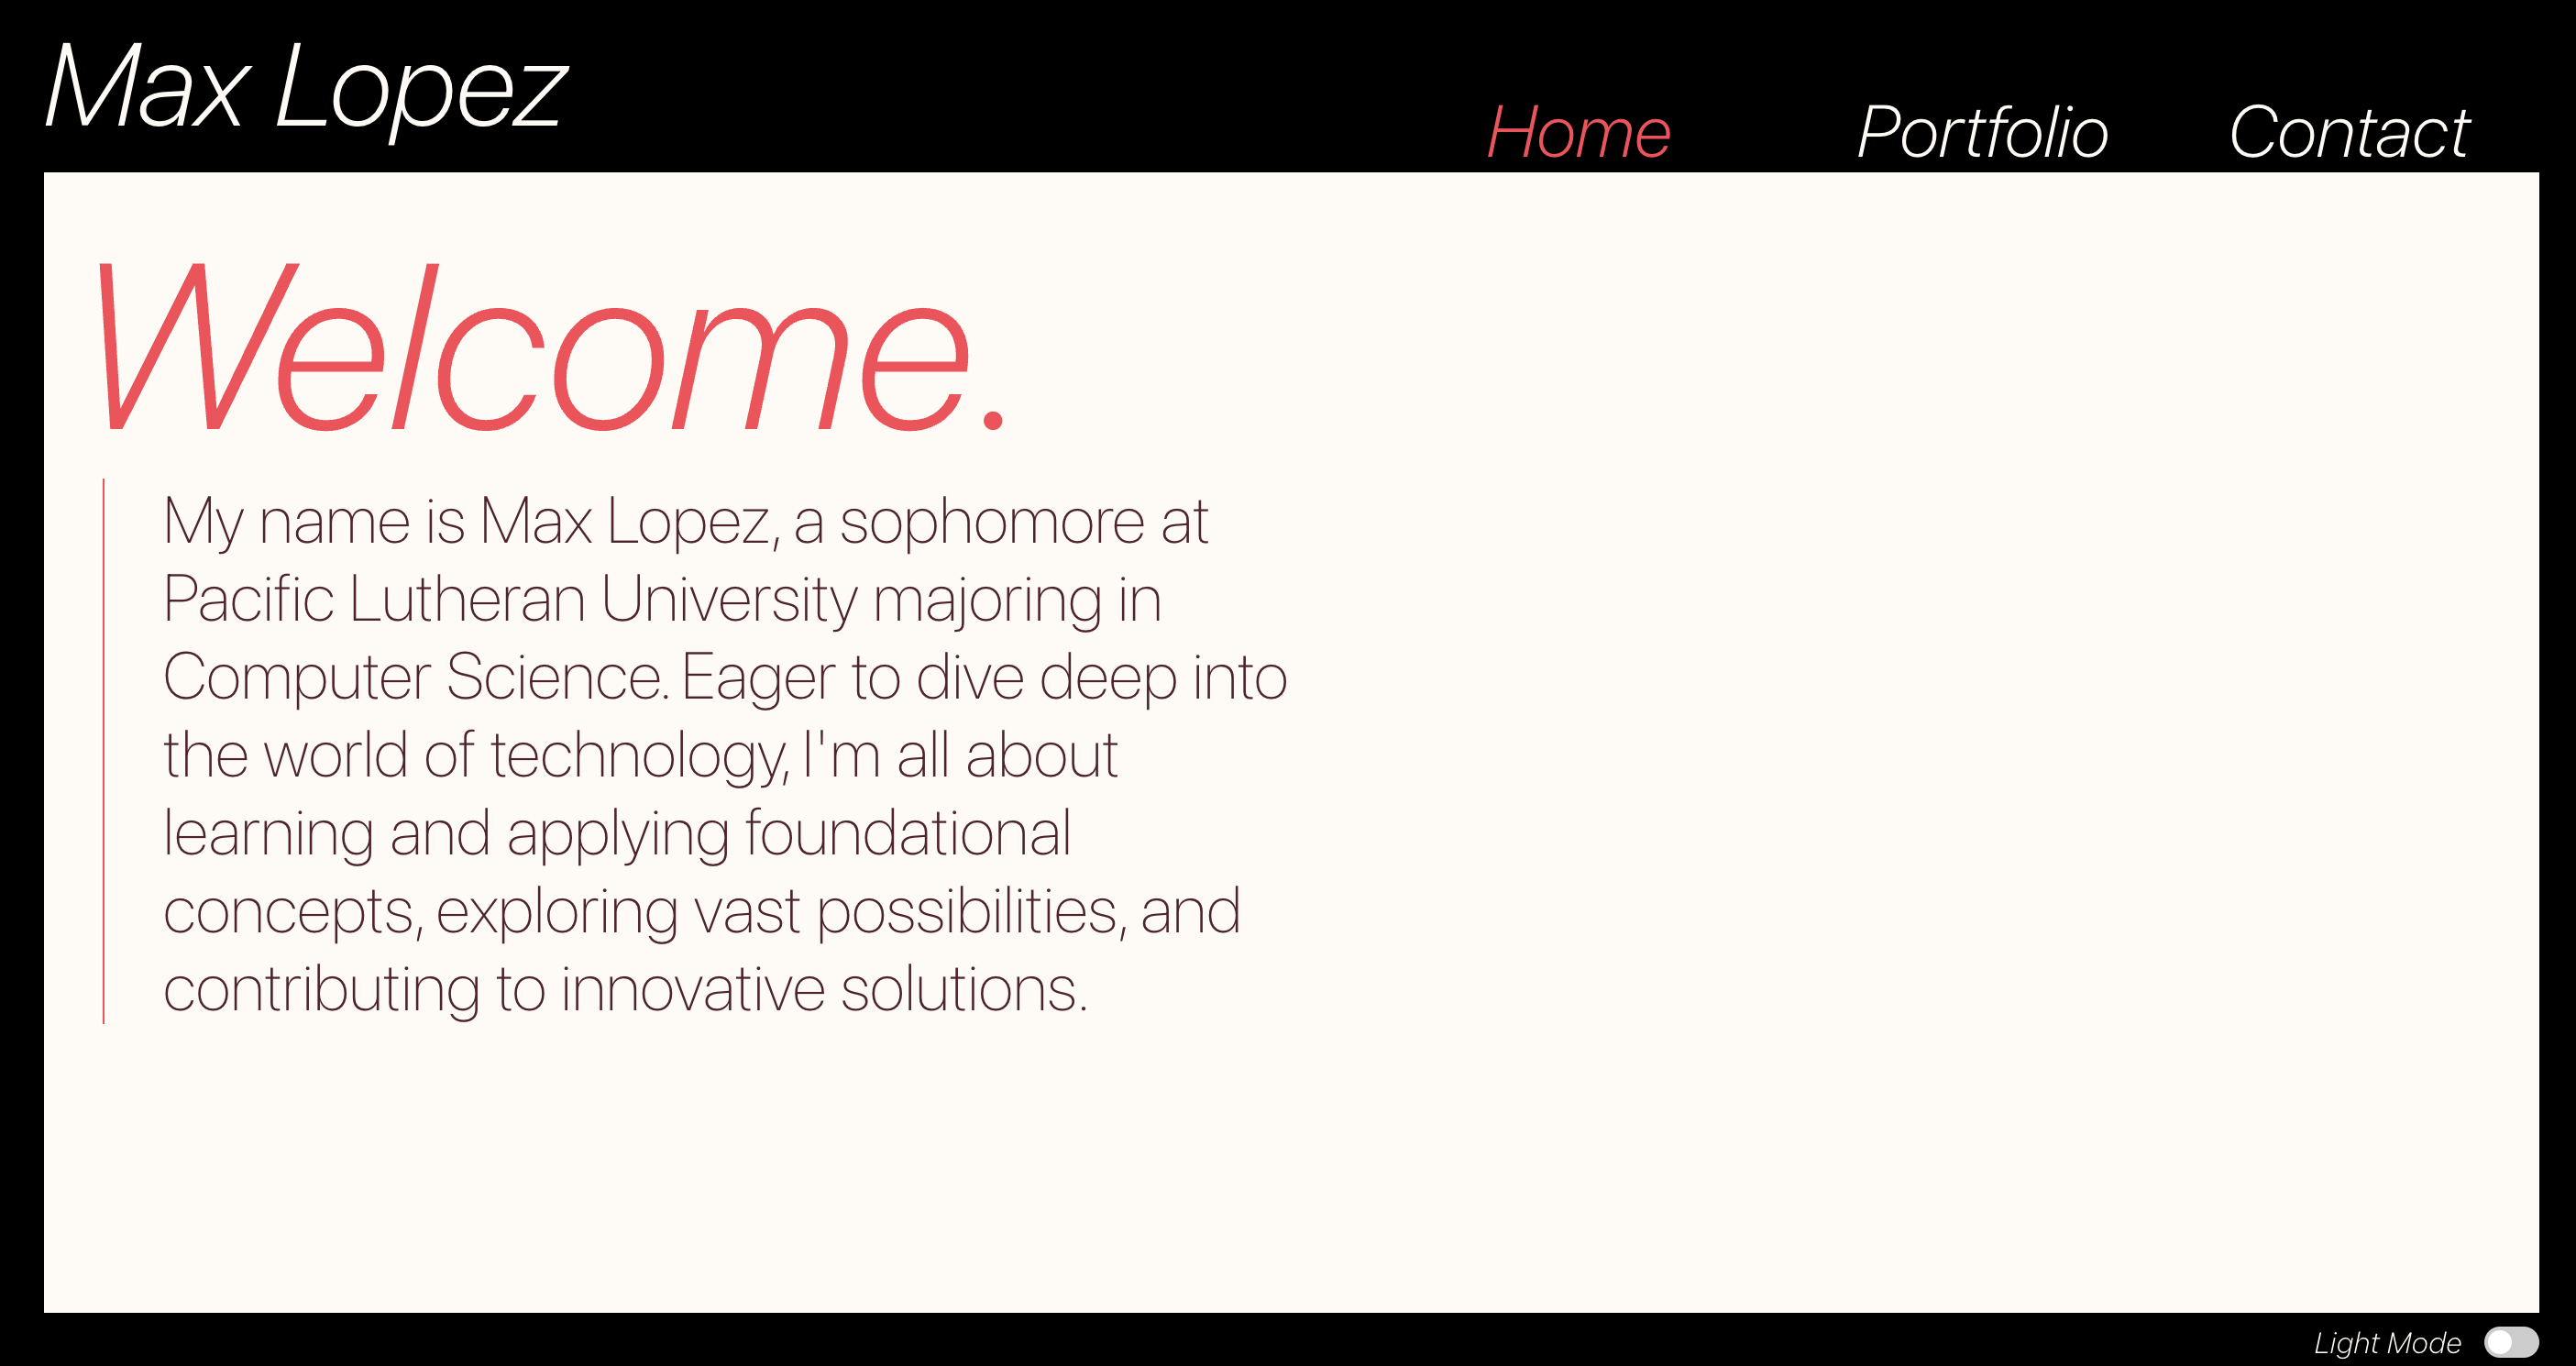 Max Lopez
Home
Portfolio
Contact
Welcome.
My name is Max Lopez, a sophomore at
Pacific Lutheran University majoring in
Computer Science. Eager to dive deep into
the world of technology, I'm all about
learning and applying foundational
concepts, exploring vast possibilities, and
contributing to innovative solutions.
Light Mode